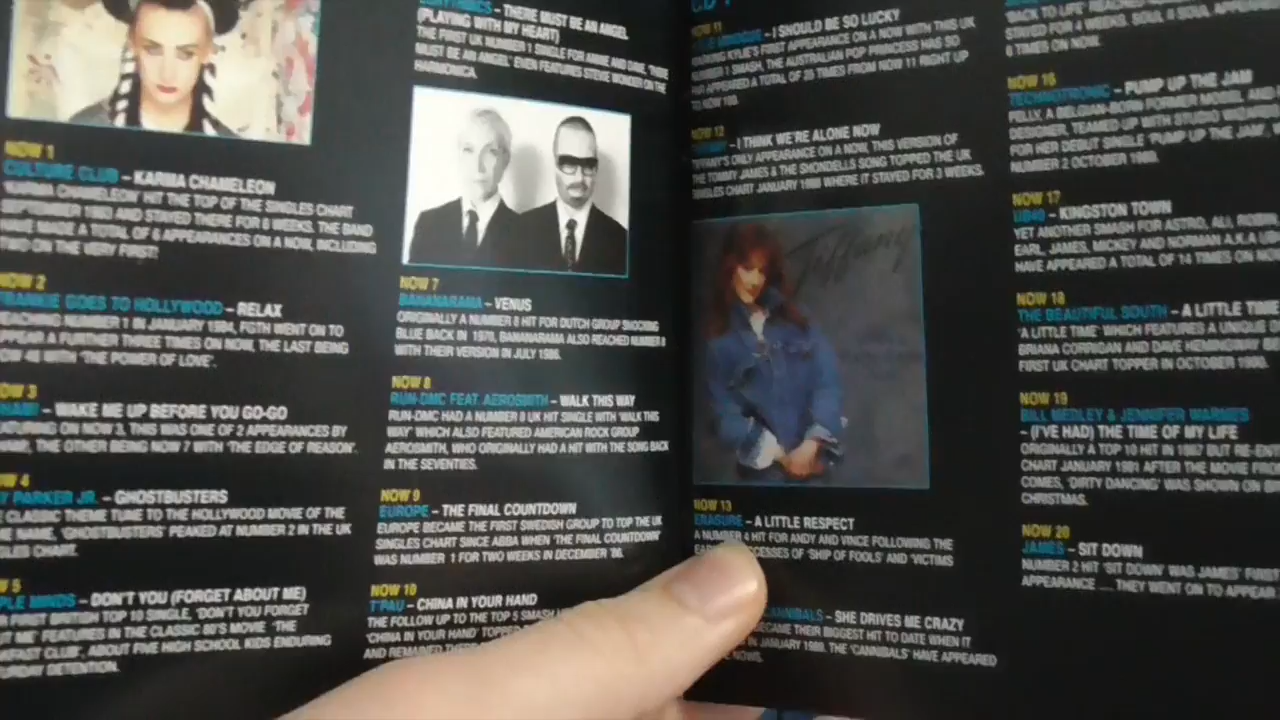 NOW 1
CULTURE CLUB – KARMA CHAMELEON
'KARMA CHAMELEON' HIT THE TOP OF THE SINGLES CHART
SEPTEMBER 1983 AND STAYED THERE FOR 6 WEEKS. THE BAND
MADE A TOTAL OF 6 APPEARANCES ON A NOW, INCLUDING
ON THE VERY FIRST!
NOW 2
FRANKIE GOES TO HOLLYWOOD – RELAX
REACHING NUMBER 1 IN JANUARY 1984, FGTH WENT ON TO
A FURTHER THREE TIMES ON NOW, THE LAST BEING
WITH 'THE POWER OF LOVE'.
3
– WAKE ME UP BEFORE YOU GO-GO
ON NOW 3, THIS WAS ONE OF 2 APPEARANCES BY
THE OTHER BEING NOW 7 WITH 'THE EDGE OF REASON'.
4
PARKER JR. – GHOSTBUSTERS
CLASSIC THEME TUNE TO THE HOLLYWOOD MOVIE OF THE
NAME, 'GHOSTBUSTERS' PEAKED AT NUMBER 2 IN THE UK
CHART.
5
MINDS – DON'T YOU (FORGET ABOUT ME)
FIRST BRITISH TOP 10 SINGLE, 'DON'T YOU FORGET
ME' FEATURES IN THE CLASSIC 80'S MOVIE 'THE
CLUB', ABOUT FIVE HIGH SCHOOL KIDS ENDURING
DETENTION.
– THERE MUST BE AN ANGEL
(PLAYING WITH MY HEART)
THE FIRST UK NUMBER 1 SINGLE FOR ANNIE AND DAVE,
MUST BE AN ANGEL' EVEN FEATURES STEVIE WONDER ON THE
HARMONICA.
NOW 7
BANANARAMA – VENUS
ORIGINALLY A NUMBER 8 HIT FOR DUTCH GROUP SHOCKING
BLUE BACK IN 1970, BANANARAMA ALSO REACHED NUMBER 8
WITH THEIR VERSION IN JULY 1986.
NOW 8
RUN-DMC FEAT. AEROSMITH – WALK THIS WAY
RUN-DMC HAD A NUMBER 8 UK HIT SINGLE WITH 'WALK THIS
WAY' WHICH ALSO FEATURED AMERICAN ROCK GROUP
AEROSMITH, WHO ORIGINALLY HAD A HIT WITH THE SONG BACK
IN THE SEVENTIES.
NOW 9
EUROPE – THE FINAL COUNTDOWN
EUROPE BECAME THE FIRST SWEDISH GROUP TO TOP THE UK
SINGLES CHART SINCE ABBA WHEN 'THE FINAL COUNTDOWN'
WAS NUMBER 1 FOR TWO WEEKS IN DECEMBER '86.
NOW 10
T'PAU – CHINA IN YOUR HAND
THE FOLLOW UP TO THE TOP 5 SMASH
'CHINA IN YOUR HAND' TOPPED
AND REMAINED THERE
NOW 11
– I SHOULD BE SO LUCKY
KYLIE'S FIRST APPEARANCE ON A NOW WITH THIS UK
NUMBER 1 SMASH, THE AUSTRALIAN POP PRINCESS HAS SO
FAR APPEARED A TOTAL OF 25 TIMES FROM NOW 11 RIGHT UP
TO NOW 100.
NOW 12
– I THINK WE'RE ALONE NOW
TIFFANY'S ONLY APPEARANCE ON A NOW, THIS VERSION OF
THE TOMMY JAMES & THE SHONDELLS SONG TOPPED THE UK
SINGLES CHART JANUARY 1988 WHERE IT STAYED FOR 3 WEEKS.
Tiffany
NOW 13
ERASURE – A LITTLE RESPECT
A NUMBER 4 HIT FOR ANDY AND VINCE FOLLOWING THE
OF 'SHIP OF FOOLS' AND 'VICTIMS
CANNIBALS – SHE DRIVES ME CRAZY
BECAME THEIR BIGGEST HIT TO DATE WHEN IT
IN JANUARY 1989. THE 'CANNIBALS' HAVE APPEARED
NOWS.
'BACK TO LIFE' REACHED
STAYED FOR 4 WEEKS. SOUL II SOUL
6 TIMES ON NOW.
NOW 16
TECHNOTRONIC – PUMP UP THE JAM
FELLY, A BELGIAN-BORN FORMER MODEL, AND
DESIGNER, TEAMED UP WITH STUDIO
FOR HER DEBUT SINGLE 'PUMP UP THE JAM',
NUMBER 2 OCTOBER 1989.
NOW 17
UB40 – KINGSTON TOWN
YET ANOTHER SMASH FOR ASTRO, ALI, ROBIN,
EARL, JAMES, MICKEY AND NORMAN A.K.A
HAVE APPEARED A TOTAL OF 14 TIMES ON
NOW 18
THE BEAUTIFUL SOUTH – A LITTLE TIME
'A LITTLE TIME' WHICH FEATURES A UNIQUE
BRIANA CORRIGAN AND DAVE HEMINGWAY
FIRST UK CHART TOPPER IN OCTOBER 1990.
NOW 19
BILL MEDLEY & JENNIFER WARNES
– (I'VE HAD) THE TIME OF MY LIFE
ORIGINALLY A TOP 10 HIT IN 1987 BUT
CHART JANUARY 1991 AFTER THE MOVIE
COMES, 'DIRTY DANCING' WAS SHOWN ON
CHRISTMAS.
NOW 20
JAMES – SIT DOWN
NUMBER 2 HIT 'SIT DOWN' WAS JAMES' FIRST
APPEARANCE ... THEY WENT ON TO APPEAR